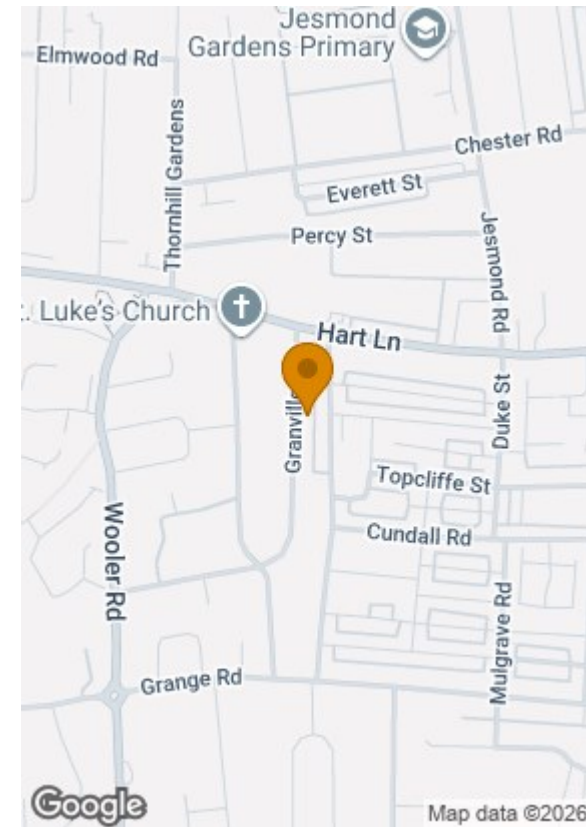 Jesmond
Gardens Primary
Elmwood Rd
Thornhill Gardens
Chester Rd
Everett St
Percy St
Jesmond Rd
. Luke's Church
Hart Ln
Granville
Duke St
Topcliffe St
Cundall Rd
Wooler Rd
Mulgrave Rd
Grange Rd
Google
Map data ©2026